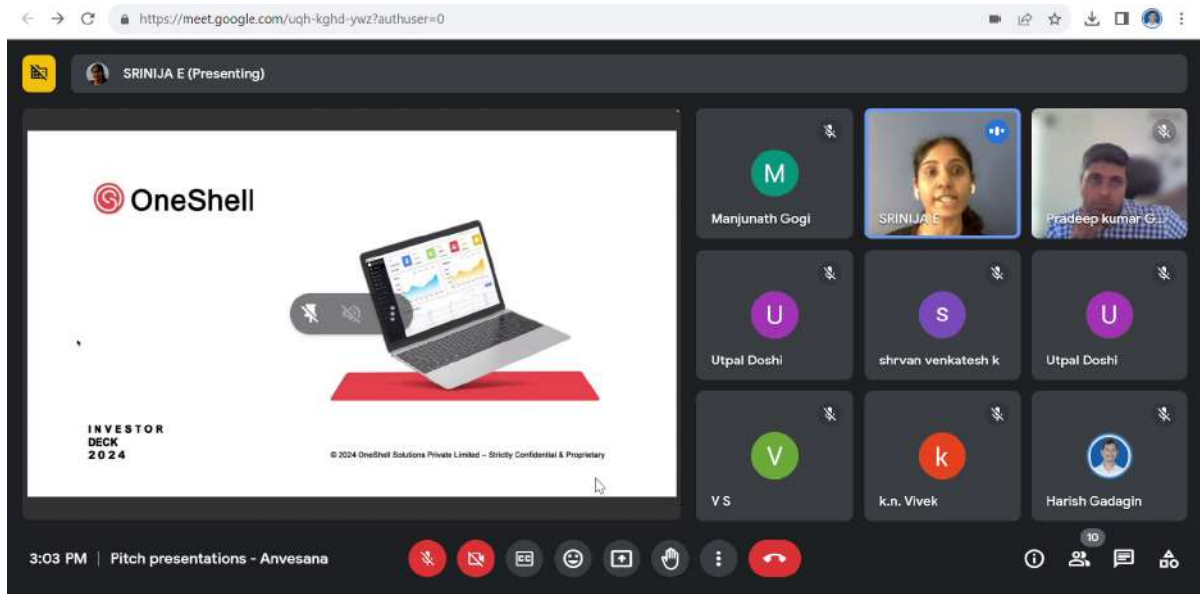 https://meet.google.com/uqh-kghd-ywz?authuser=0
SRINIJA E (Presenting)
OneShell
INVESTOR
DECK
2024
© 2024 OneShell Solutions Private Limited – Strictly Confidential & Proprietary
M
Manjunath Gogi
SRINIJA E
Pradeep kumar G...
U
Utpal Doshi
s
shrvan venkatesh k
U
Utpal Doshi
V
V S
k
k.n. Vivek
Harish Gadagin
3:03 PM | Pitch presentations - Anvesana
CC
10